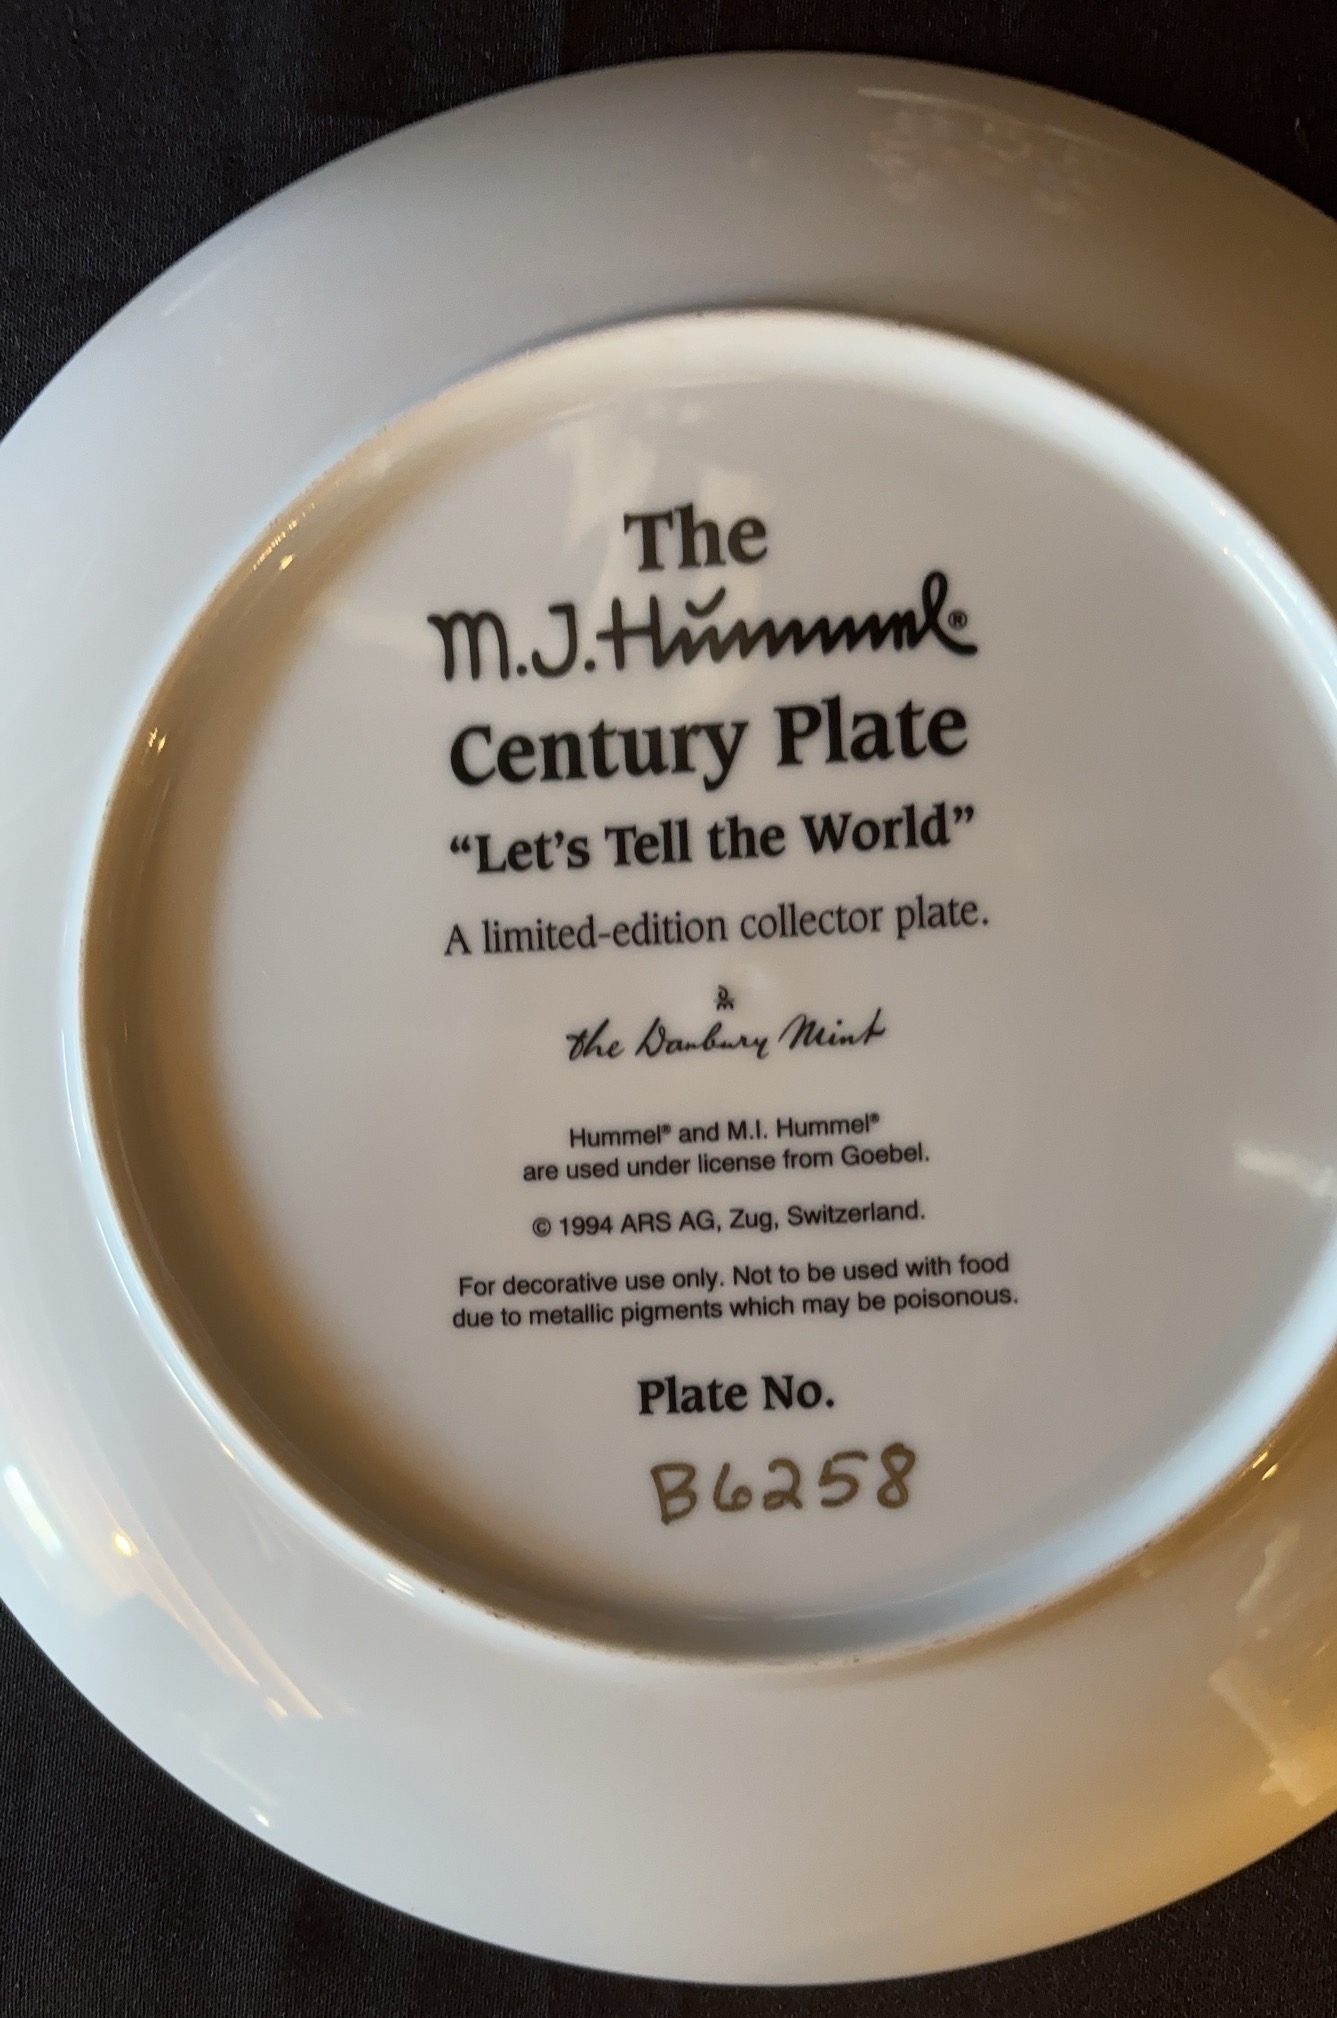 The
M.J. Hummel®
Century Plate
“Let’s Tell the World”
A limited-edition collector plate.
the Danbury Mint
Hummel® and M.I. Hummel®
are used under license from Goebel.
© 1994 ARS AG, Zug, Switzerland.
For decorative use only. Not to be used with food
due to metallic pigments which may be poisonous.
Plate No.
B6258